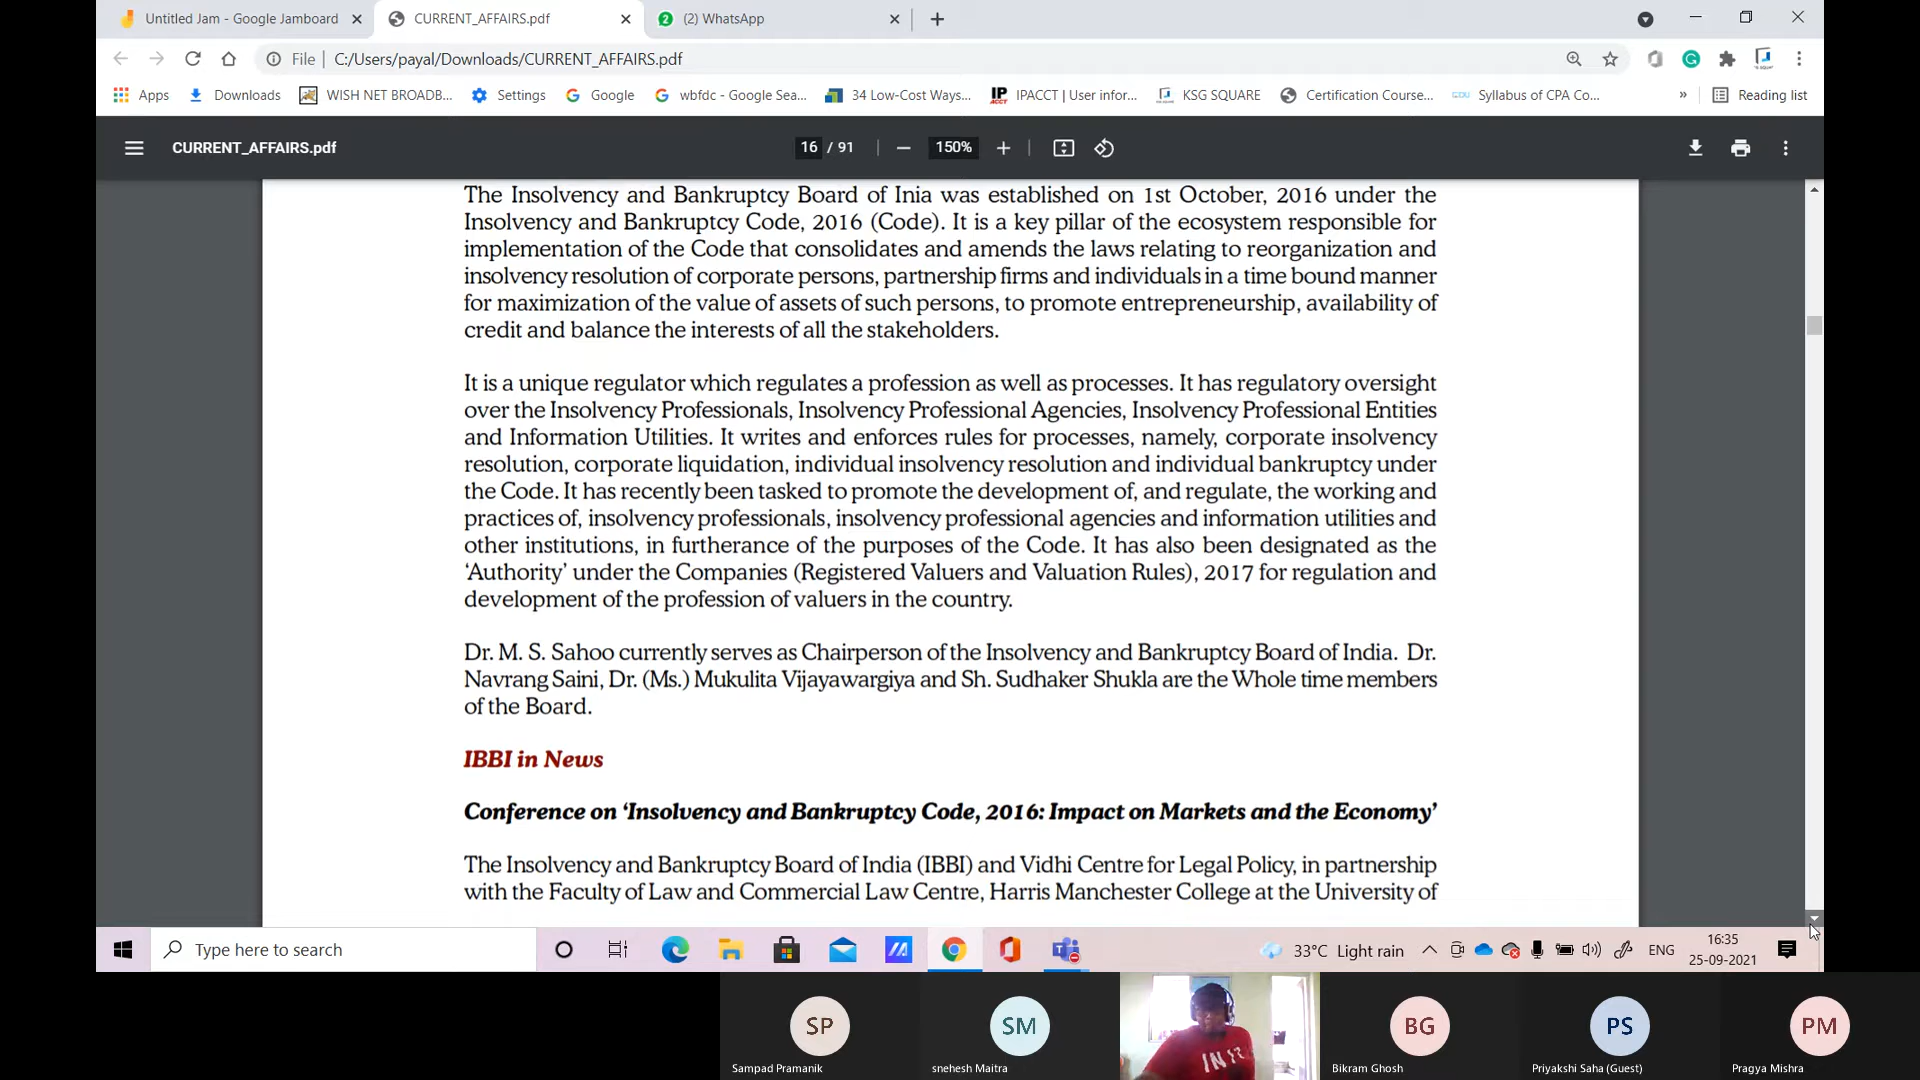 Untitled Jam - Google Jamboard
CURRENT_AFFAIRS.pdf
2
(2) WhatsApp
File
C:/Users/payal/Downloads/CURRENT_AFFAIRS.pdf
Apps
Downloads
WISH NET BROADB...
Settings
Google
wbfdc - Google Sea...
34 Low-Cost Ways...
IPACCT | User infor...
KSG SQUARE
Certification Course...
Syllabus of CPA Co...
»
Reading list
CURRENT_AFFAIRS.pdf
16 / 91
150%
The Insolvency and Bankruptcy Board of Inia was established on 1st October, 2016 under the
Insolvency and Bankruptcy Code, 2016 (Code). It is a key pillar of the ecosystem responsible for
implementation of the Code that consolidates and amends the laws relating to reorganization and
insolvency resolution of corporate persons, partnership firms and individuals in a time bound manner
for maximization of the value of assets of such persons, to promote entrepreneurship, availability of
credit and balance the interests of all the stakeholders.
It is a unique regulator which regulates a profession as well as processes. It has regulatory oversight
over the Insolvency Professionals, Insolvency Professional Agencies, Insolvency Professional Entities
and Information Utilities. It writes and enforces rules for processes, namely, corporate insolvency
resolution, corporate liquidation, individual insolvency resolution and individual bankruptcy under
the Code. It has recently been tasked to promote the development of, and regulate, the working and
practices of, insolvency professionals, insolvency professional agencies and information utilities and
other institutions, in furtherance of the purposes of the Code. It has also been designated as the
‘Authority’ under the Companies (Registered Valuers and Valuation Rules), 2017 for regulation and
development of the profession of valuers in the country.
Dr. M. S. Sahoo currently serves as Chairperson of the Insolvency and Bankruptcy Board of India. Dr.
Navrang Saini, Dr. (Ms.) Mukulita Vijayawargiya and Sh. Sudhaker Shukla are the Whole time members
of the Board.
IBBI in News
Conference on ‘Insolvency and Bankruptcy Code, 2016: Impact on Markets and the Economy’
The Insolvency and Bankruptcy Board of India (IBBI) and Vidhi Centre for Legal Policy, in partnership
with the Faculty of Law and Commercial Law Centre, Harris Manchester College at the University of
Type here to search
33°C Light rain
ENG
16:35
25-09-2021
SP
SM
BG
PS
PM
Sampad Pramanik
snehesh Maitra
Bikram Ghosh
Priyakshi Saha (Guest)
Pragya Mishra